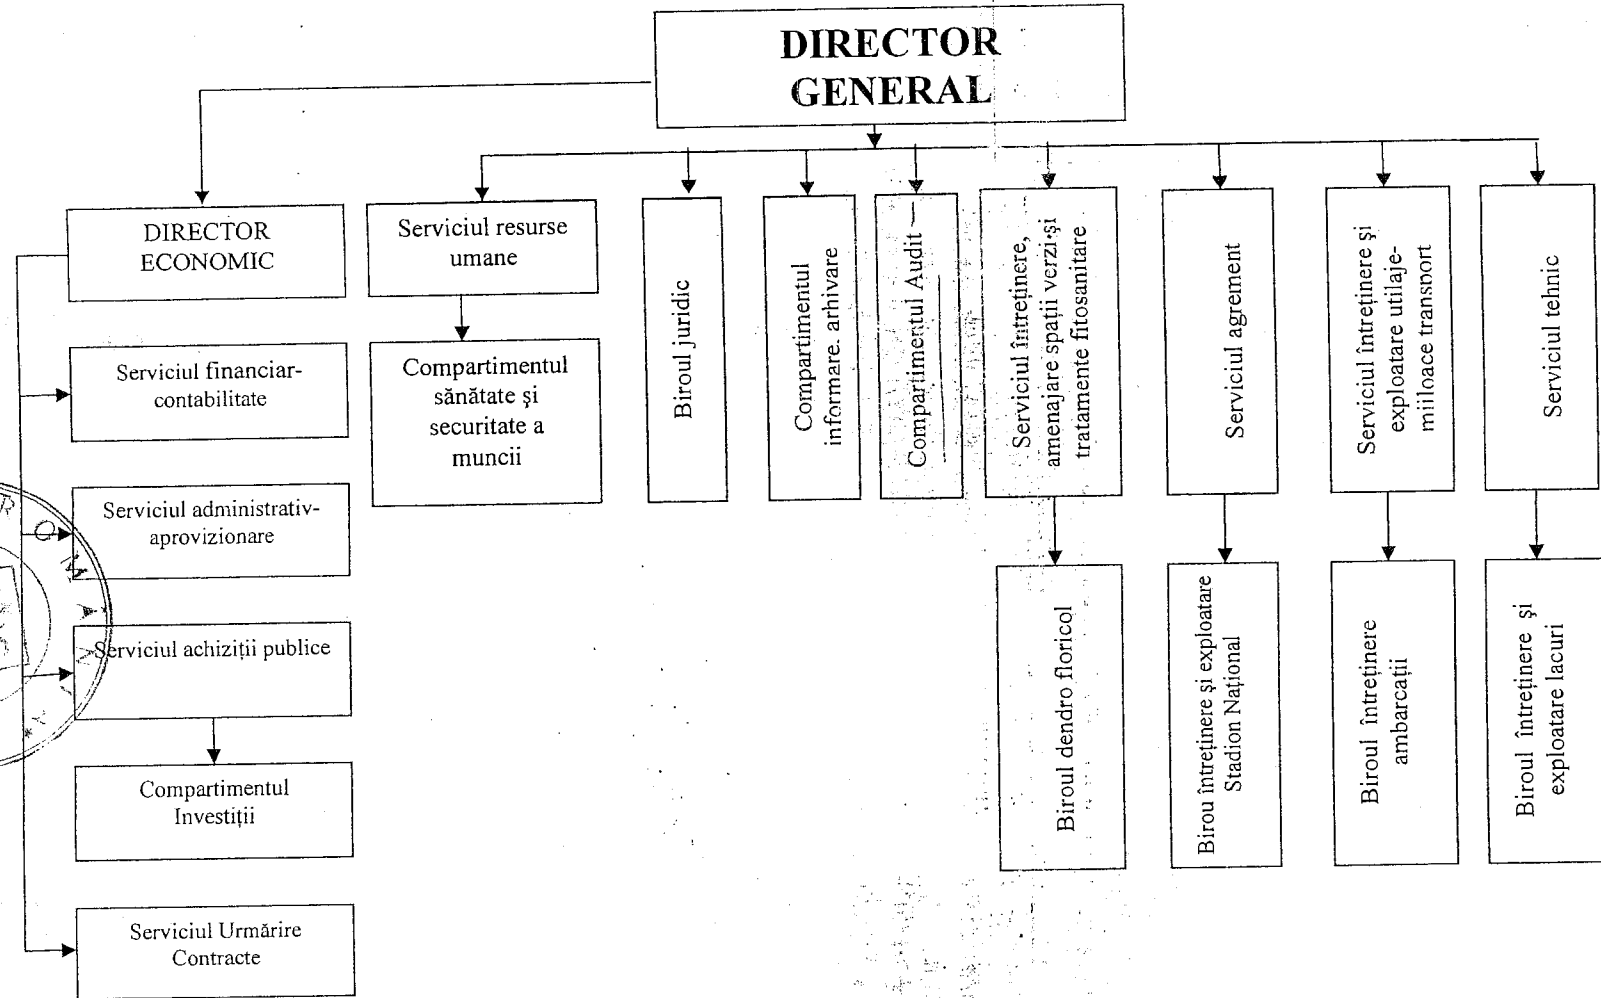 DIRECTOR
GENERAL
DIRECTOR
ECONOMIC
Serviciul resurse
umane
Biroul juridic
Compartimentul
informare. arhivare
Compartimentul Audit —
Serviciul întreținere,
amenajare spații verzi și
tratamente fitosanitare
Serviciul agrement
Serviciul întreținere și
exploatare utilaje-
mijloace transport
Serviciul tehnic
Serviciul financiar-
contabilitate
Compartimentul
sănătate și
securitate a
muncii
Serviciul administrativ-
aprovizionare
Serviciul achiziții publice
Compartimentul
Investiții
Serviciul Urmărire
Contracte
Biroul dendro floricol
Birou întreținere și exploatare
Stadion Național
Biroul întreținere
ambarcații
Biroul întreținere și
exploatare lacuri